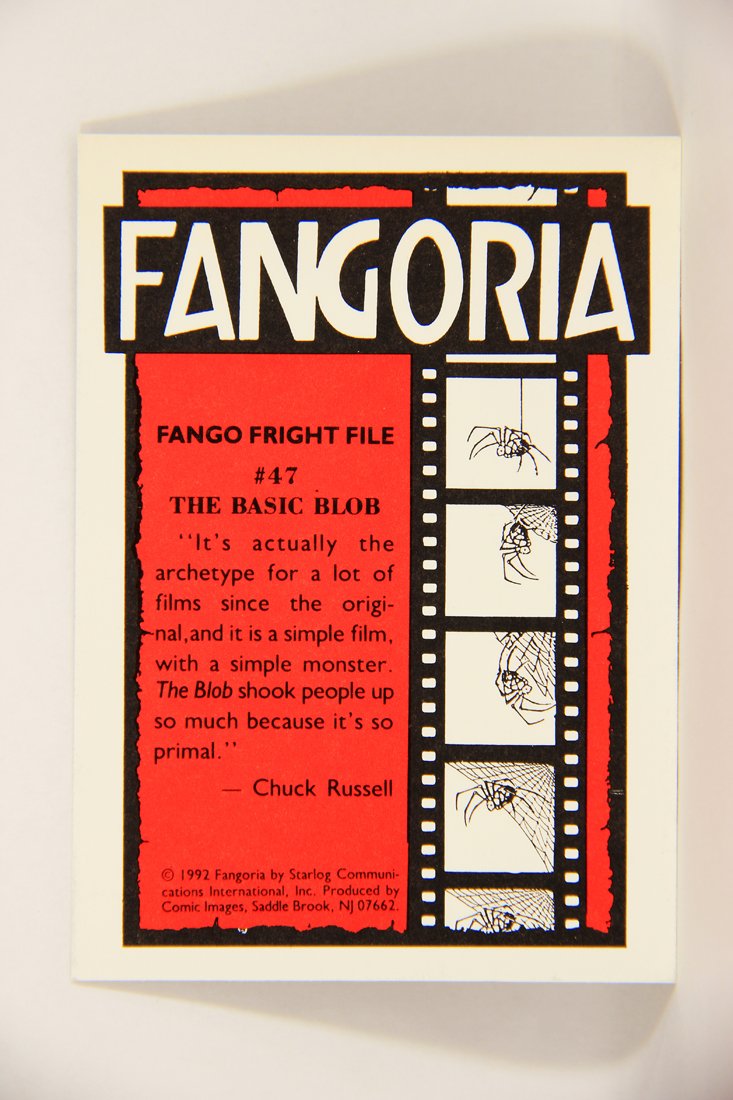 FANGORIA
FANGO FRIGHT FILE
#47
THE BASIC BLOB
"It's actually the
archetype for a lot of
films since the origi-
nal,and it is a simple film,
with a simple monster.
The Blob shook people up
so much because it's so
primal."
— Chuck Russell
© 1992 Fangoria by Starlog Communi-
cations International, Inc. Produced by
Comic Images, Saddle Brook, NJ 07662.